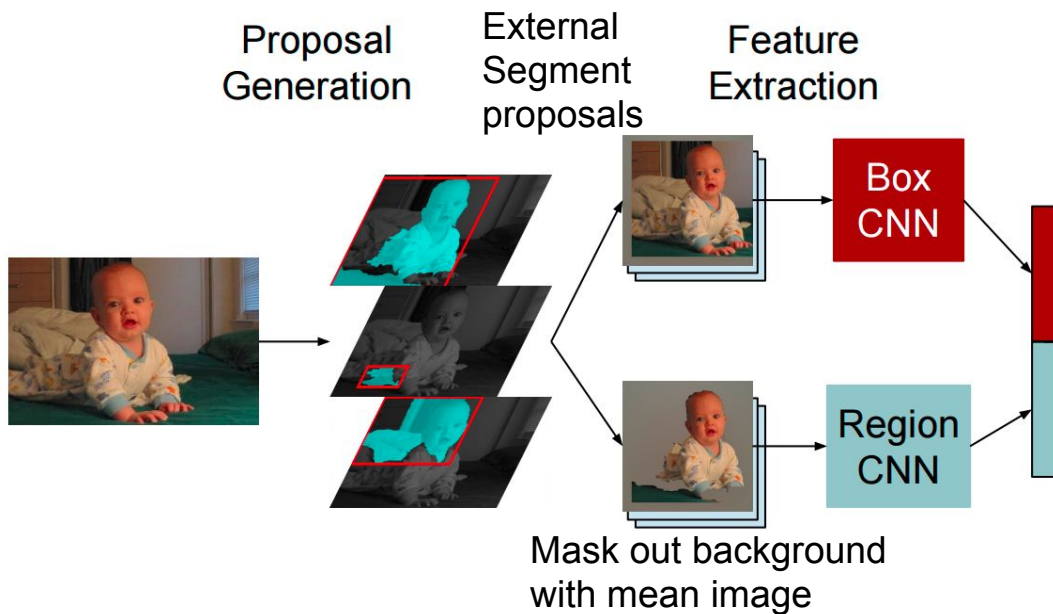 Proposal
Generation
External
Segment
proposals
Feature
Extraction
Box
CNN
Region
CNN
Mask out background
with mean image